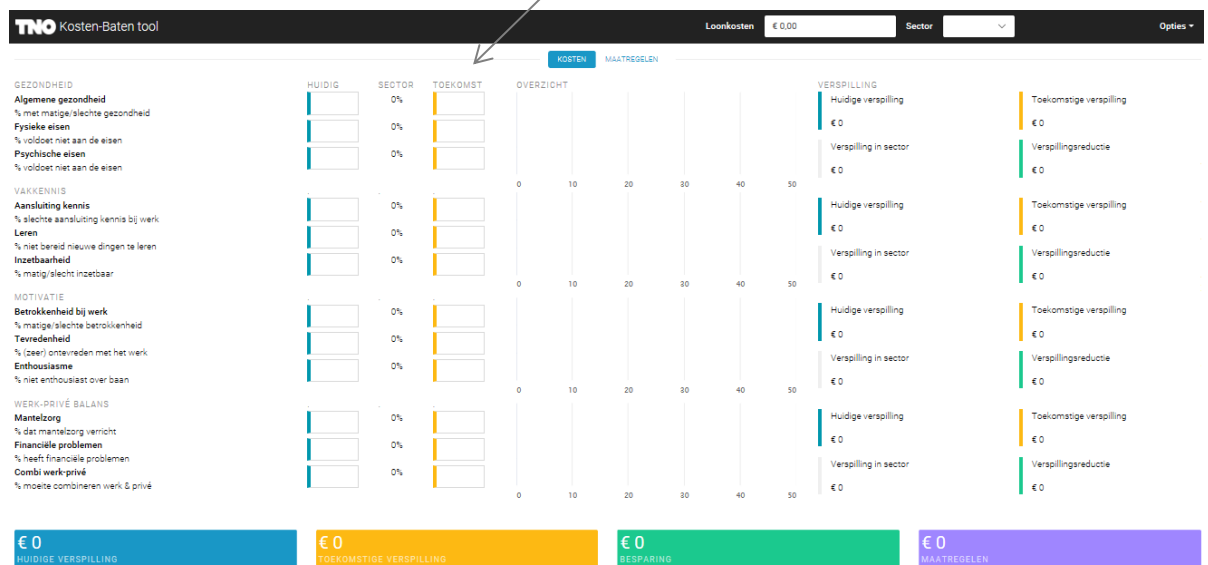 TNO Kosten-Baten tool Loonkosten € 0,00 Sector Opties
KOSTEN MAATREGELEN
GEZONDHEID HUIDIG SECTOR TOEKOMST OVERZICHT VERSPILLING
Algemene gezondheid 0% Huidige verspilling Toekomstige verspilling
% met matige/slechte gezondheid
Fysieke eisen 0% € 0 € 0
% voldoet niet aan de eisen
Psychische eisen 0% Verspilling in sector Verspillingsreductie
% voldoet niet aan de eisen € 0 € 0
0 10 20 30 40 50
VAKKENNIS
Aansluiting kennis 0% Huidige verspilling Toekomstige verspilling
% slechte aansluiting kennis bij werk
Leren 0% € 0 € 0
% niet bereid nieuwe dingen te leren
Inzetbaarheid 0% Verspilling in sector Verspillingsreductie
% matig/slecht inzetbaar € 0 € 0
0 10 20 30 40 50
MOTIVATIE
Betrokkenheid bij werk 0% Huidige verspilling Toekomstige verspilling
% matige/slechte betrokkenheid
Tevredenheid 0% € 0 € 0
% (zeer) ontevreden met het werk
Enthousiasme 0% Verspilling in sector Verspillingsreductie
% niet enthousiast over baan € 0 € 0
0 10 20 30 40 50
WERK-PRIVÉ BALANS
Mantelzorg 0% Huidige verspilling Toekomstige verspilling
% dat mantelzorg verricht
Financiële problemen 0% € 0 € 0
% heeft financiële problemen
Combi werk-privé 0% Verspilling in sector Verspillingsreductie
% moeite combineren werk & privé € 0 € 0
0 10 20 30 40 50
€ 0 € 0 € 0 € 0
HUIDIGE VERSPILLING TOEKOMSTIGE VERSPILLING BESPARING MAATREGELEN